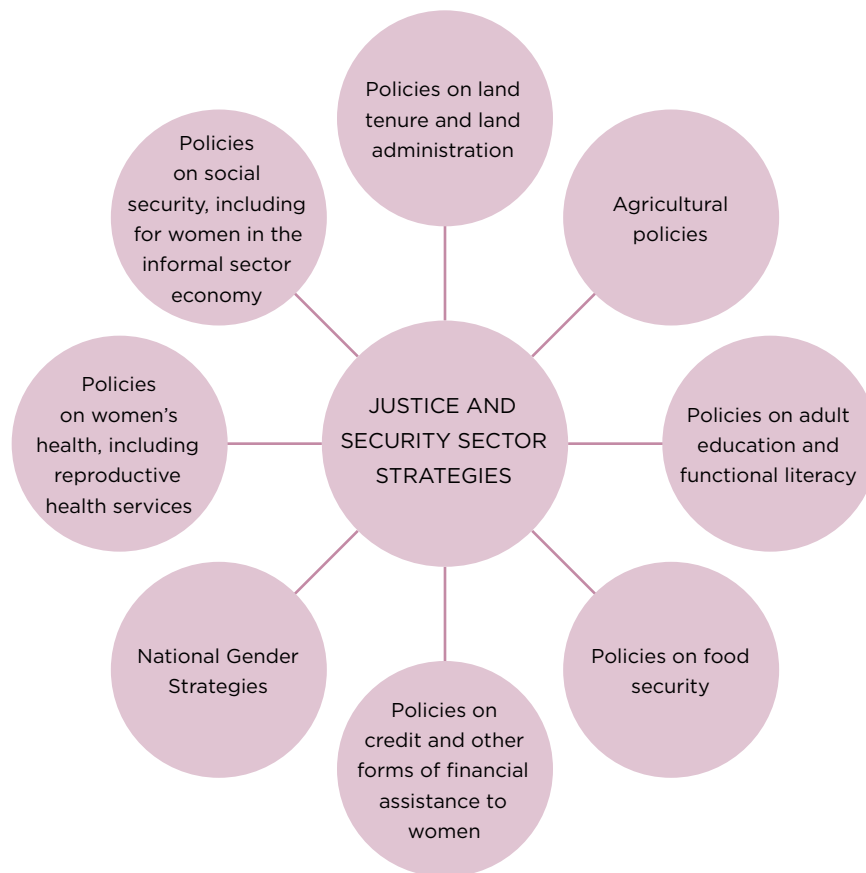 Policies on land
tenure and land
administration
Agricultural
policies
Policies on adult
education and
functional literacy
Policies on food
security
Policies on
credit and other
forms of financial
assistance to
women
National Gender
Strategies
Policies
on women’s
health, including
reproductive
health services
Policies
on social
security, including
for women in the
informal sector
economy
JUSTICE AND
SECURITY SECTOR
STRATEGIES